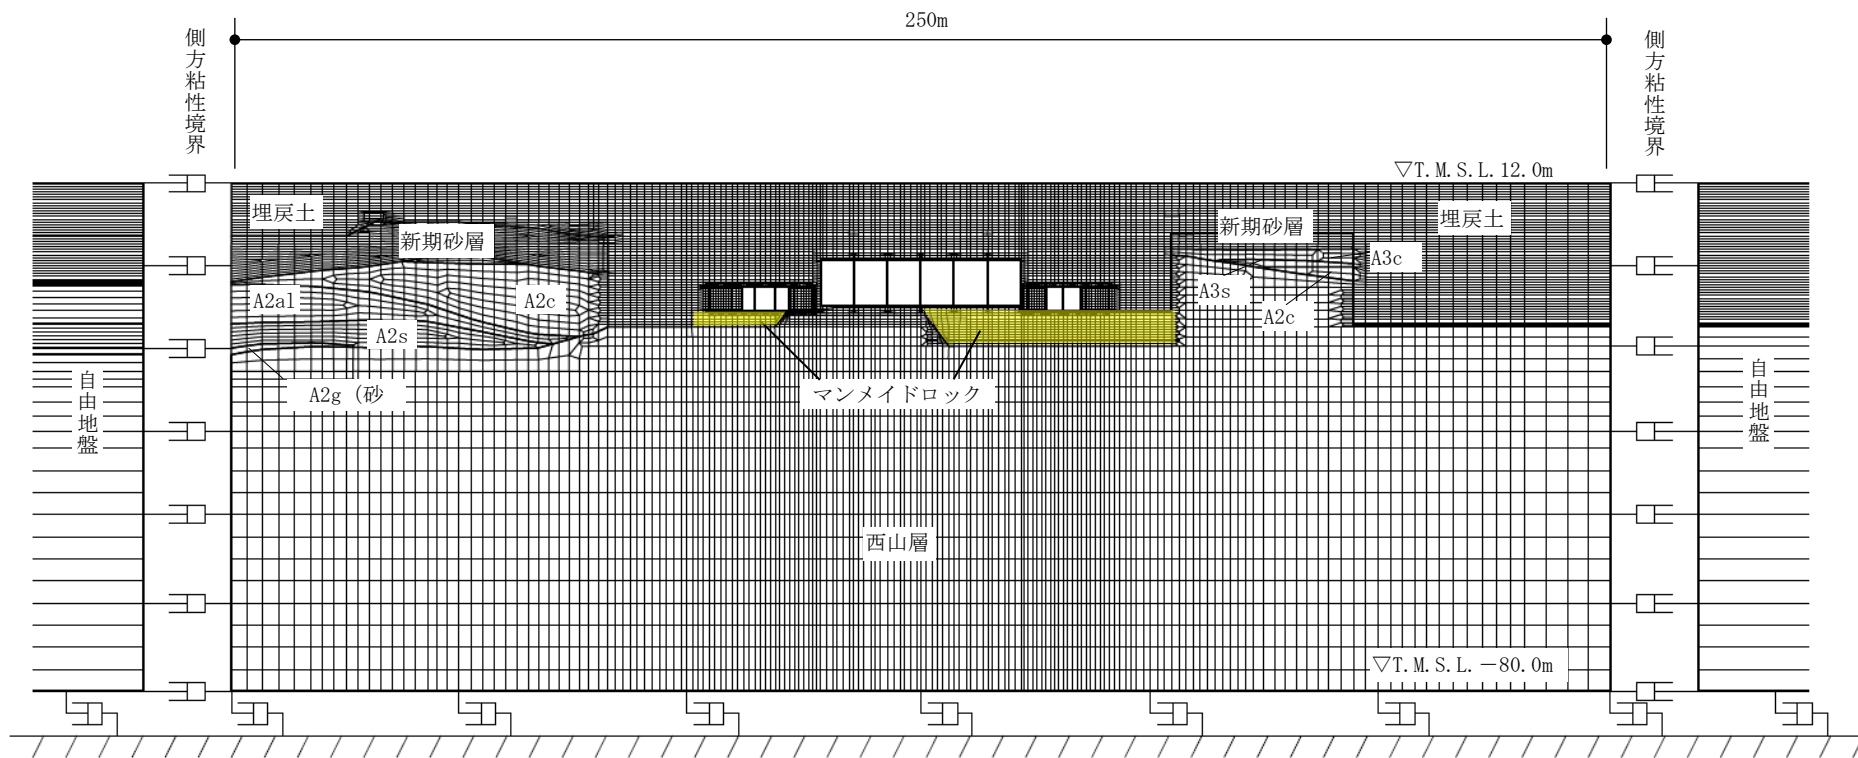 250m
側方粘性境界
側方粘性境界
▽T.M.S.L.12.0m
埋戻土
新期砂層
新期砂層
埋戻土
A3c
A2al
A2c
A3s
A2c
A2s
A2g (砂
マンメイドロック
自由地盤
自由地盤
西山層
▽T.M.S.L.－80.0m